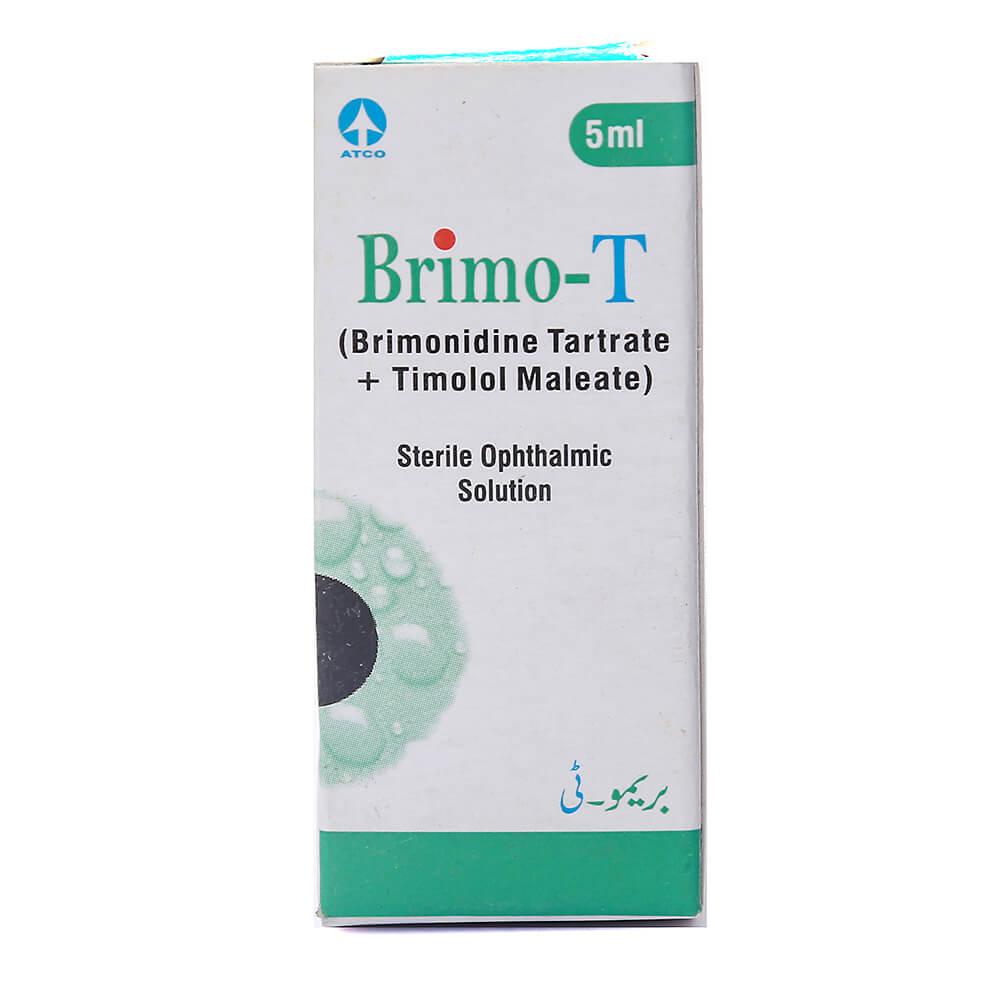 ATCO
5ml
Brimo-T
(Brimonidine Tartrate
+ Timolol Maleate)
Sterile Ophthalmic
Solution
بریمو۔ٹی